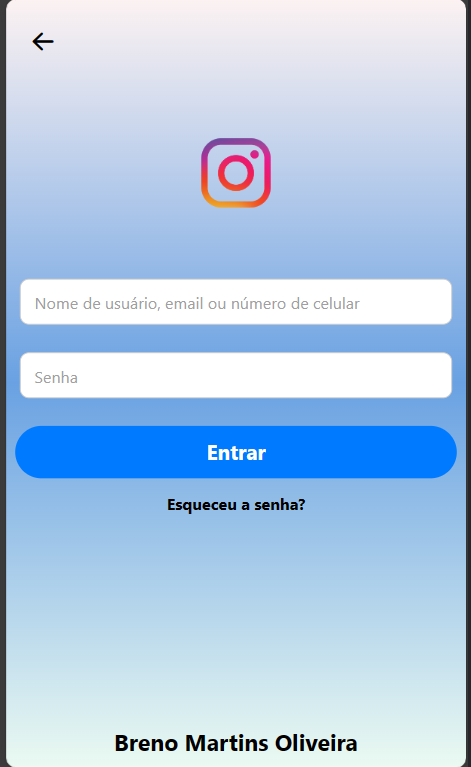 Nome de usuário, email ou número de celular
Senha
Entrar
Esqueceu a senha?
Breno Martins Oliveira